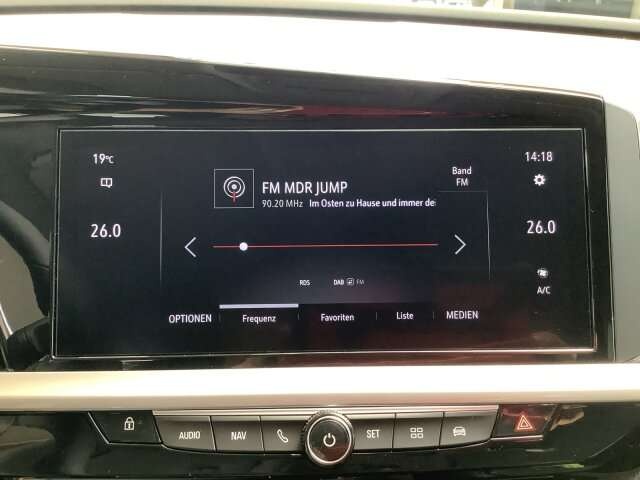 19°C
14:18
Band
FM
FM MDR JUMP
90.20 MHz Im Osten zu Hause und immer de
26.0
26.0
RDS DAB FM
A/C
OPTIONEN Frequenz Favoriten Liste MEDIEN
AUDIO NAV SET